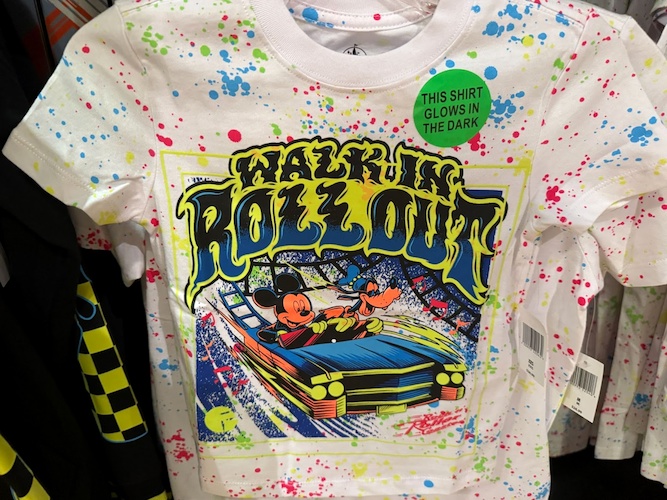 THIS SHIRT
GLOWS IN
THE DARK
WALK IN
ROLL OUT